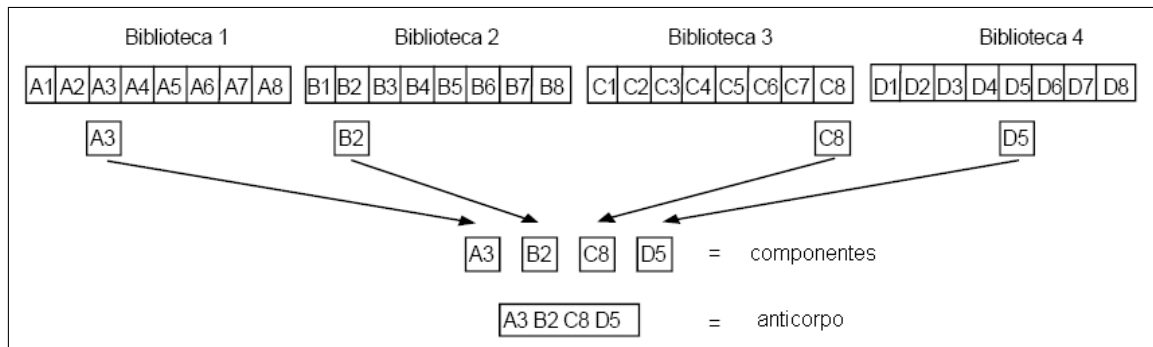 Biblioteca 1 Biblioteca 2 Biblioteca 3 Biblioteca 4
A1 A2 A3 A4 A5 A6 A7 A8 B1 B2 B3 B4 B5 B6 B7 B8 C1 C2 C3 C4 C5 C6 C7 C8 D1 D2 D3 D4 D5 D6 D7 D8
A3 B2 C8 D5
A3 B2 C8 D5 = componentes
A3 B2 C8 D5 = anticorpo